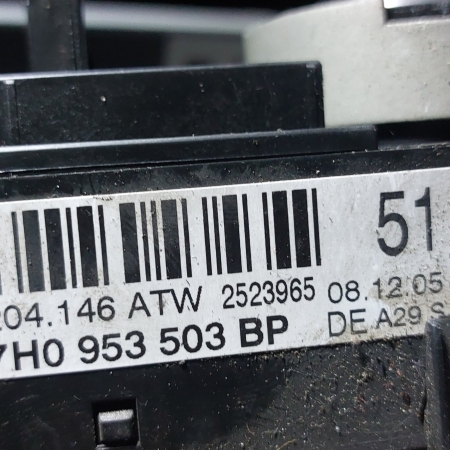 51
204.146 ATW 2523965 08.12.05
7H0 953 503 BP DE A29 S